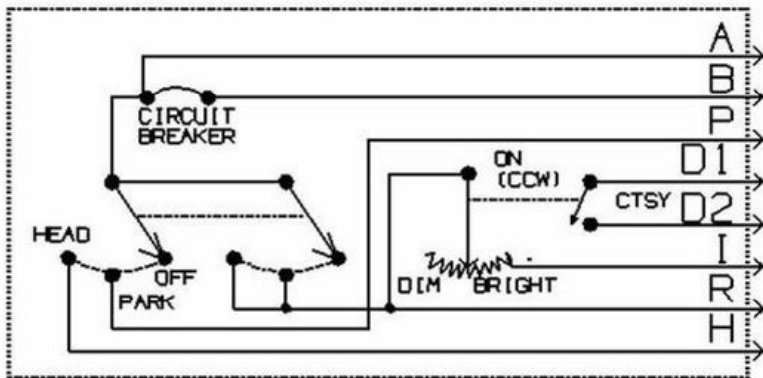 A
B
CIRCUIT
BREAKER
P
ON
(CCW)
D1
CTSY
D2
HEAD
OFF
PARK
I
DIM
BRIGHT
R
H